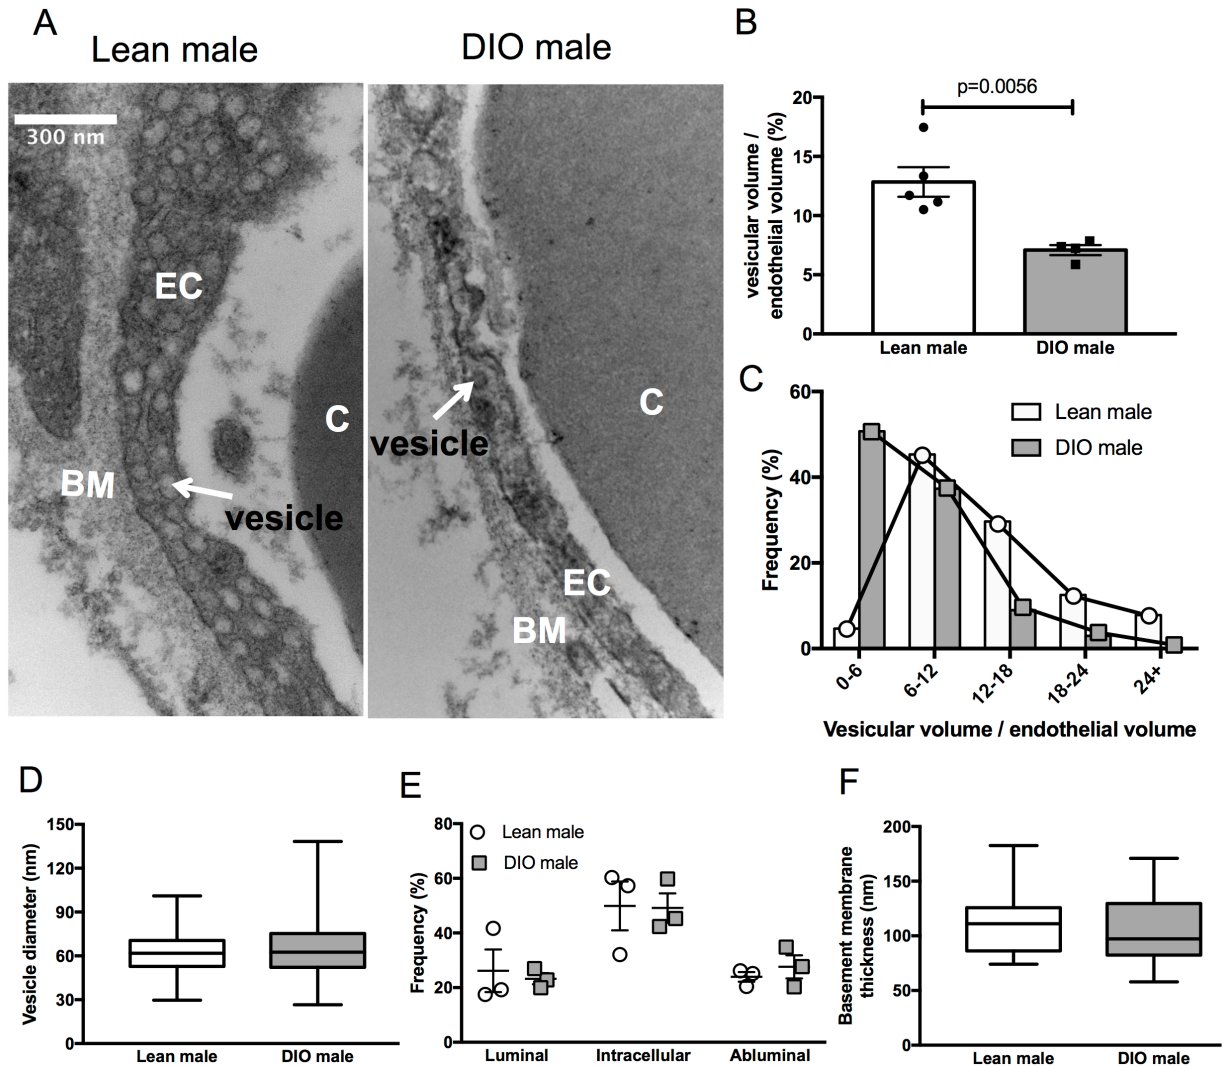 A
Lean male
DIO male
300 nm
EC
C
BM
vesicle
C
vesicle
EC
BM
B
p=0.0056
vesicular volume /
endothelial volume (%)
20
15
10
5
0
Lean male
DIO male
C
Frequency (%)
60
40
20
0
Lean male
DIO male
0-6
6-12
12-18
18-24
24+
Vesicular volume / endothelial volume
D
Vesicle diameter (nm)
150
120
90
60
30
0
Lean male
DIO male
E
Frequency (%)
80
60
40
20
0
Lean male
DIO male
Luminal
Intracellular
Abluminal
F
Basement membrane
thickness (nm)
200
150
100
50
0
Lean male
DIO male